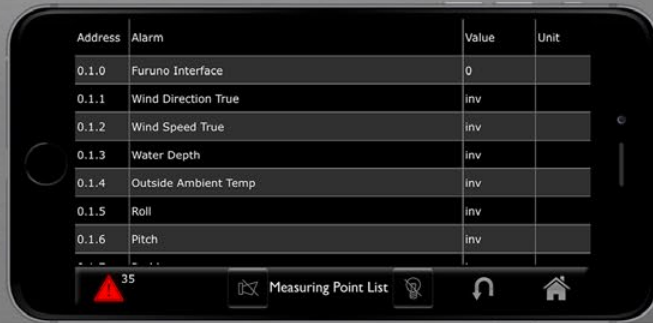 Address Alarm Value Unit
0.1.0 Furuno Interface 0
0.1.1 Wind Direction True inv
0.1.2 Wind Speed True inv
0.1.3 Water Depth inv
0.1.4 Outside Ambient Temp inv
0.1.5 Roll inv
0.1.6 Pitch inv
35 Measuring Point List